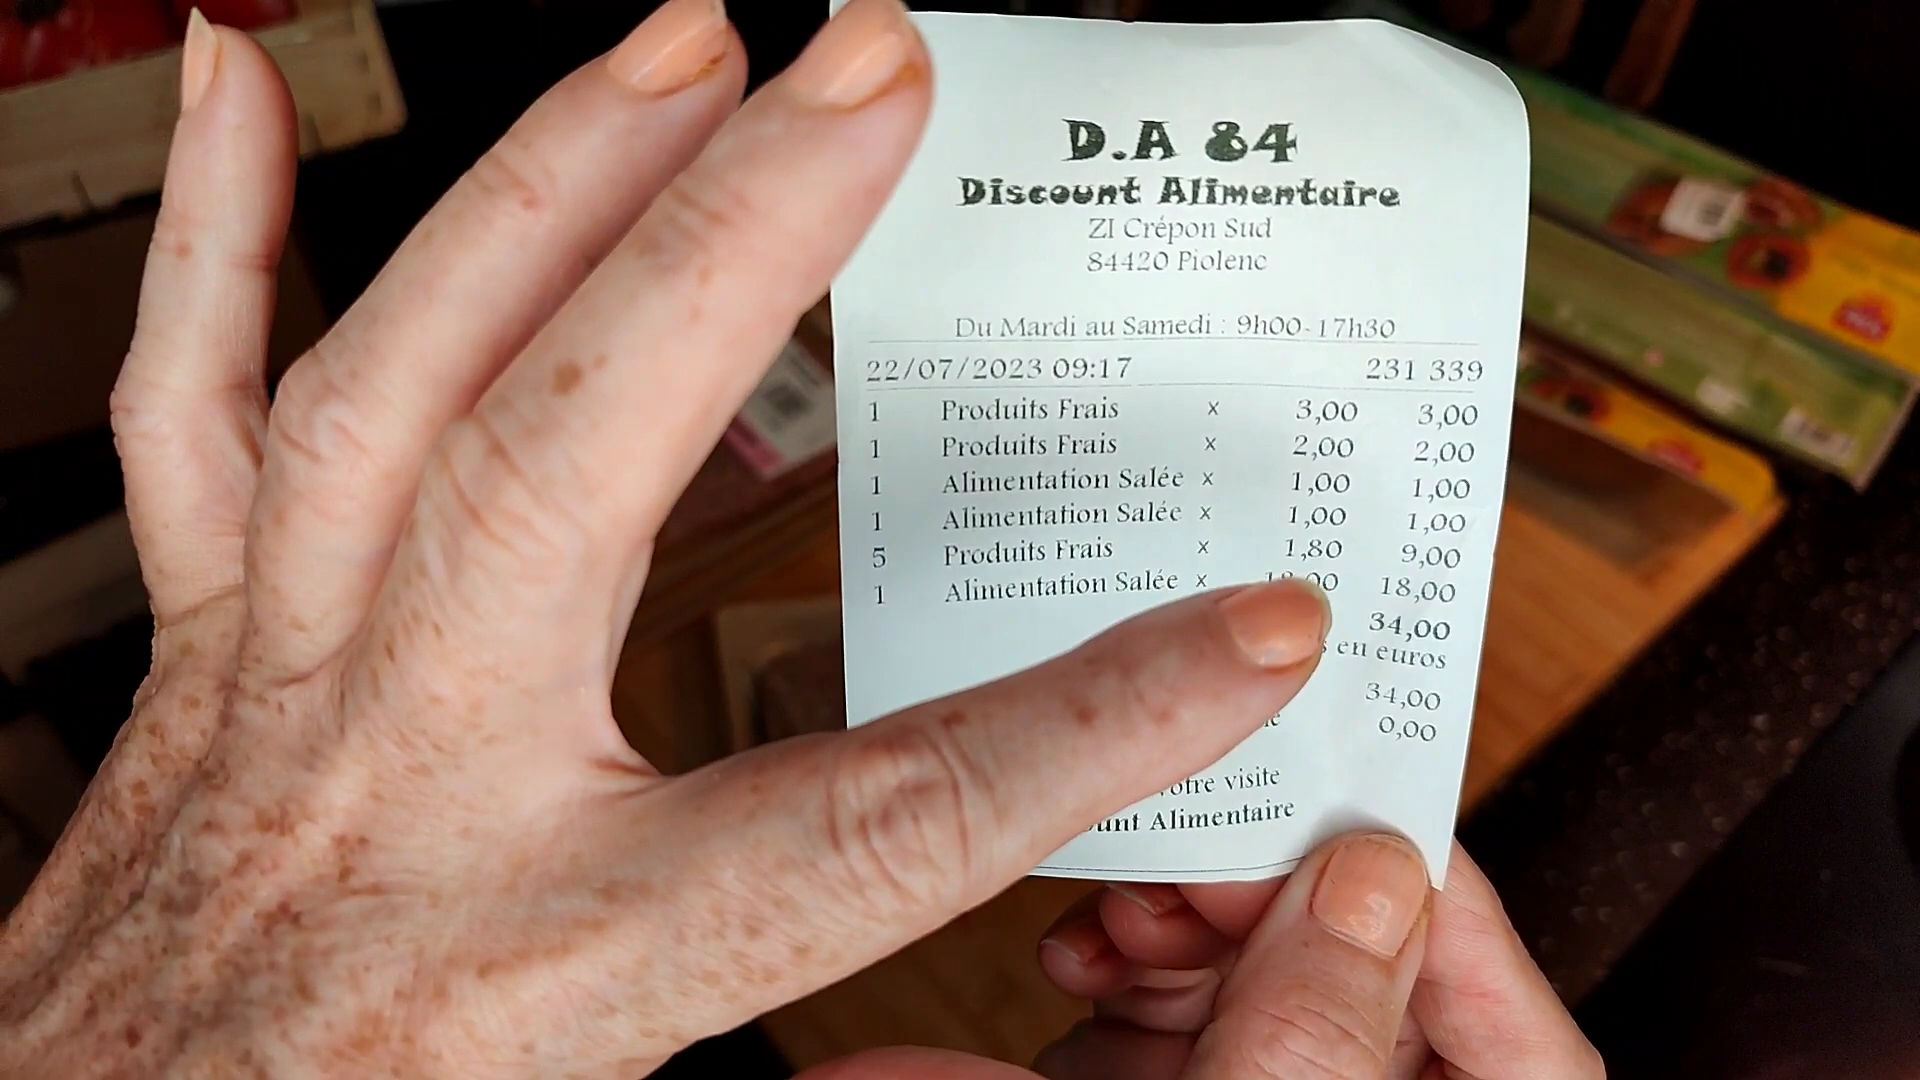 D.A 84
Discount Alimentaire
ZI Crépon Sud
84420 Piolenc
Du Mardi au Samedi : 9h00-17h30
22/07/2023 09:17 231 339
1 Produits Frais x 3,00 3,00
1 Produits Frais x 2,00 2,00
1 Alimentation Salée x 1,00 1,00
1 Alimentation Salée x 1,00 1,00
5 Produits Frais x 1,80 9,00
1 Alimentation Salée x 18,00 18,00
34,00
en euros
34,00
0,00
visite
Alimentaire